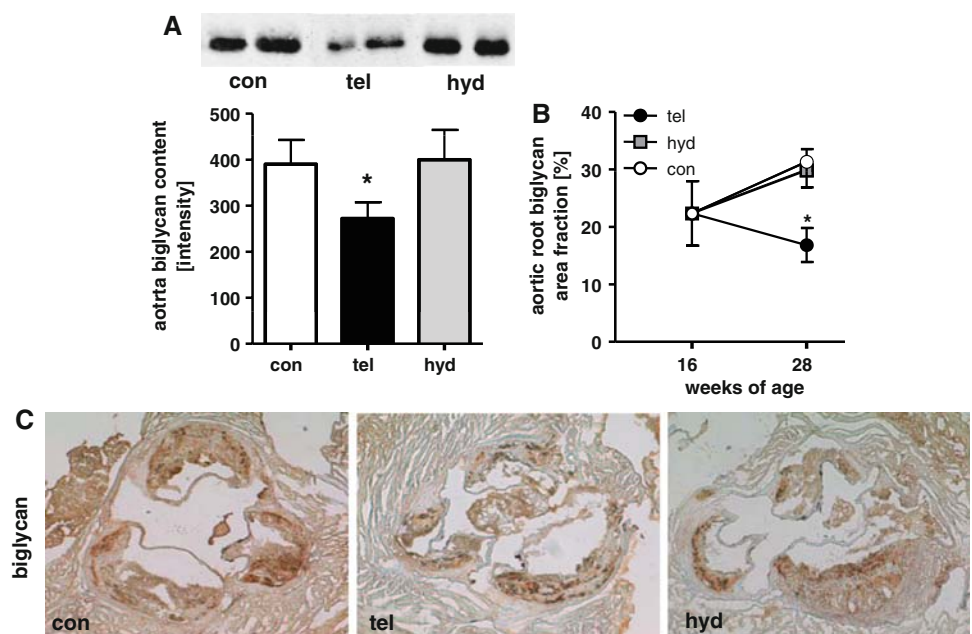 A
con tel hyd
aotrta biglycan content
[intensity]
500
400
300
200
100
0
*
con tel hyd
B
tel
hyd
con
aortic root biglycan
area fraction [%]
40
30
20
10
0
*
16 28
weeks of age
C
biglycan
con tel hyd